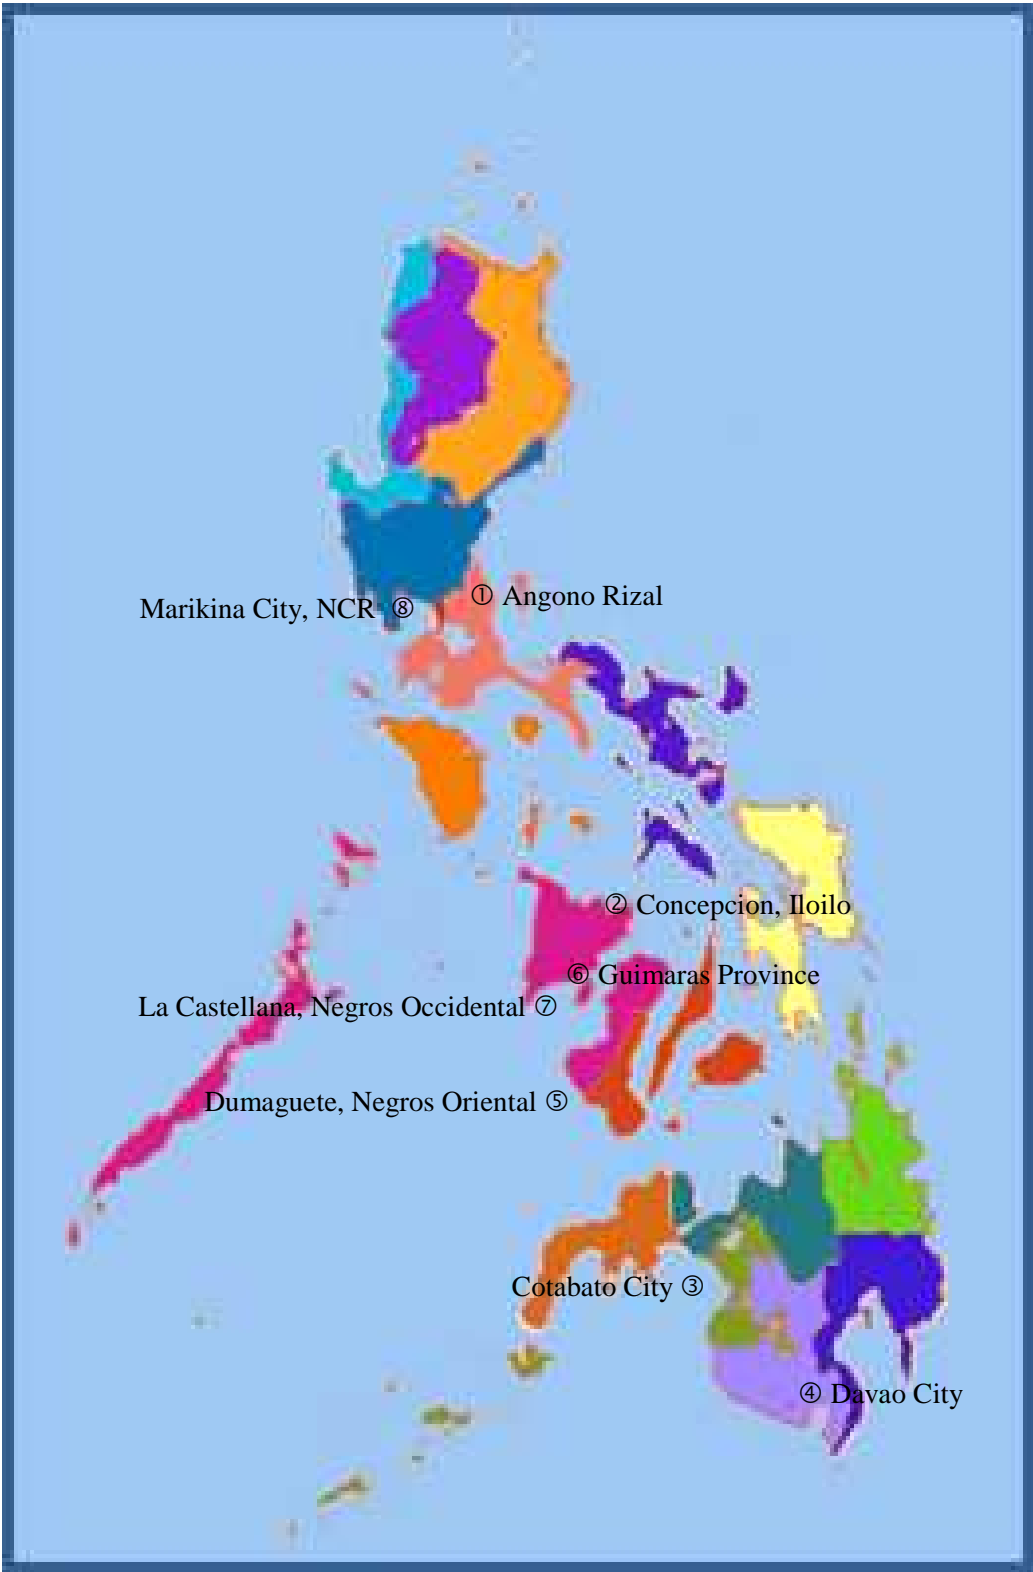 ① Angono Rizal
Marikina City, NCR ⑧
② Concepcion, Iloilo
⑥ Guimaras Province
La Castellana, Negros Occidental ⑦
Dumaguete, Negros Oriental ⑤
Cotabato City ③
④ Davao City